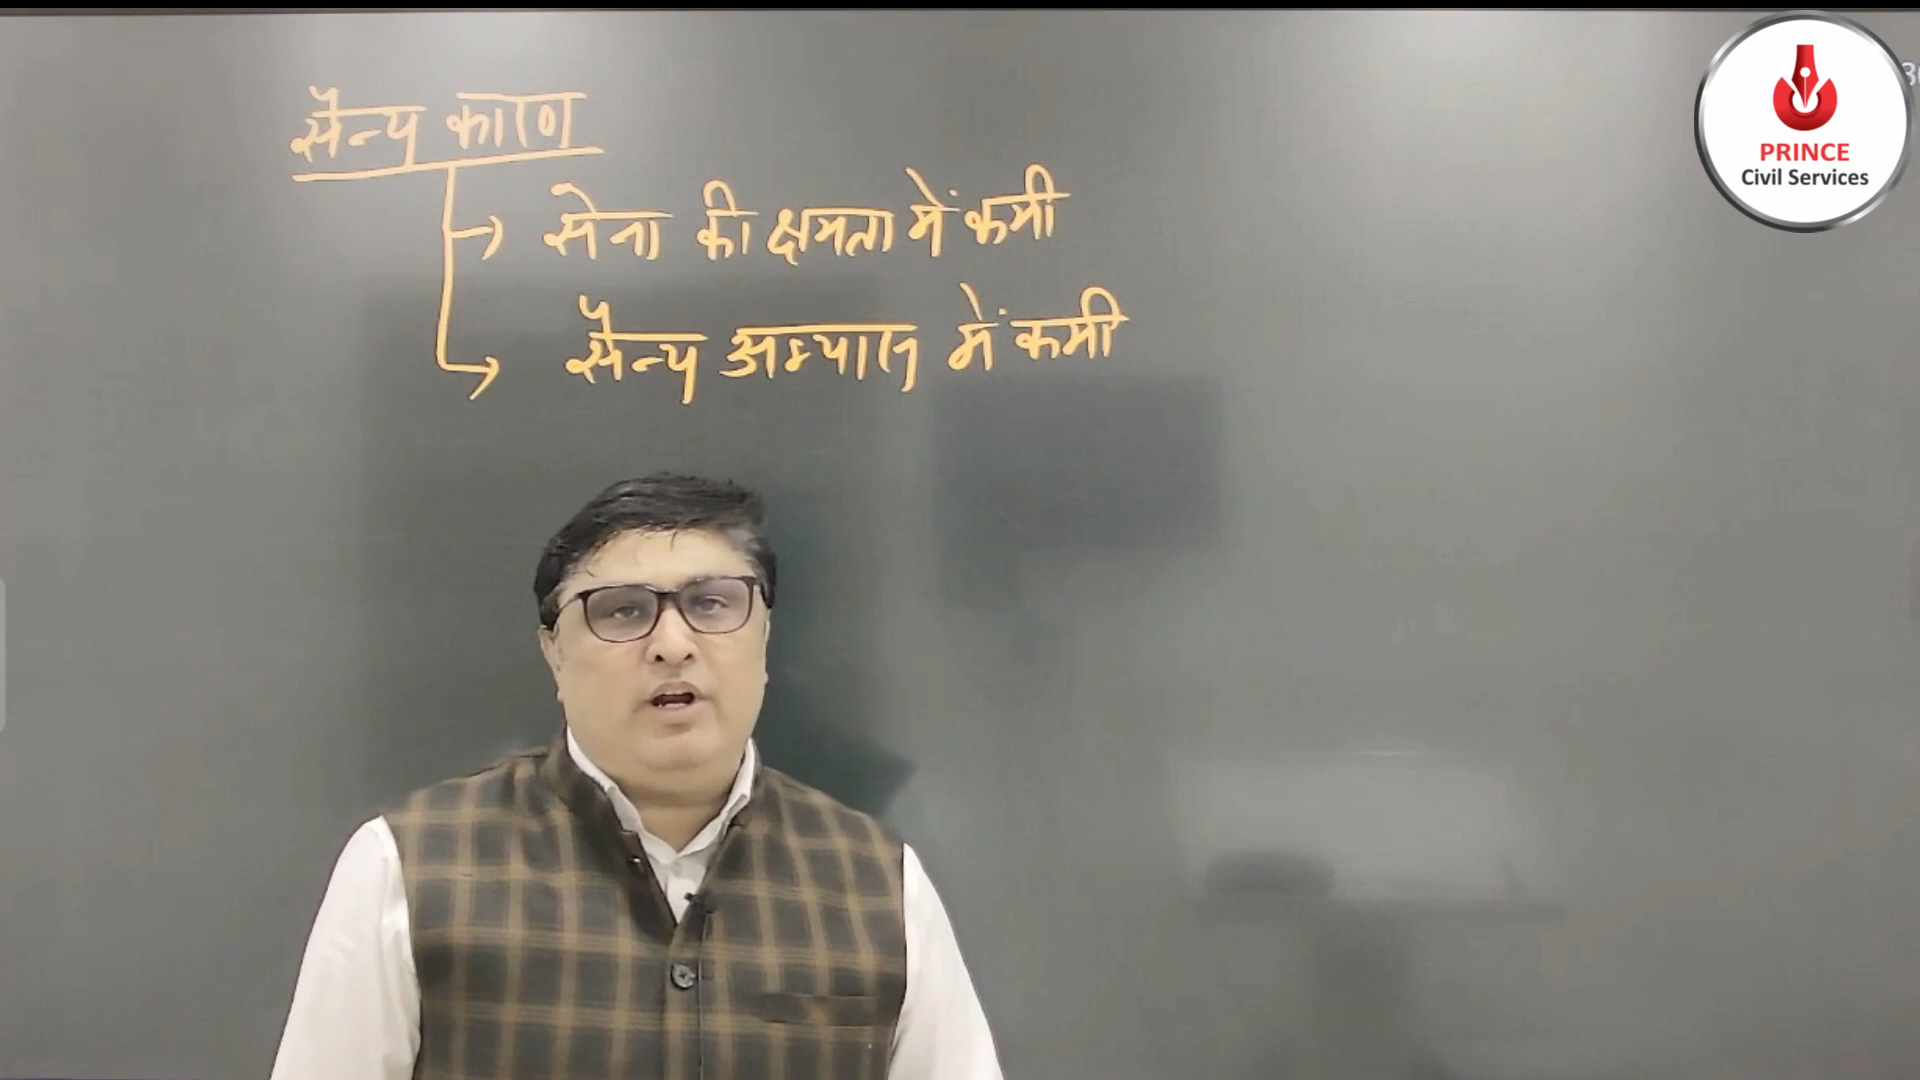 सैन्य कारण
सेना की क्षमता में कमी
सैन्य अभ्यास में कमी
PRINCE
Civil Services